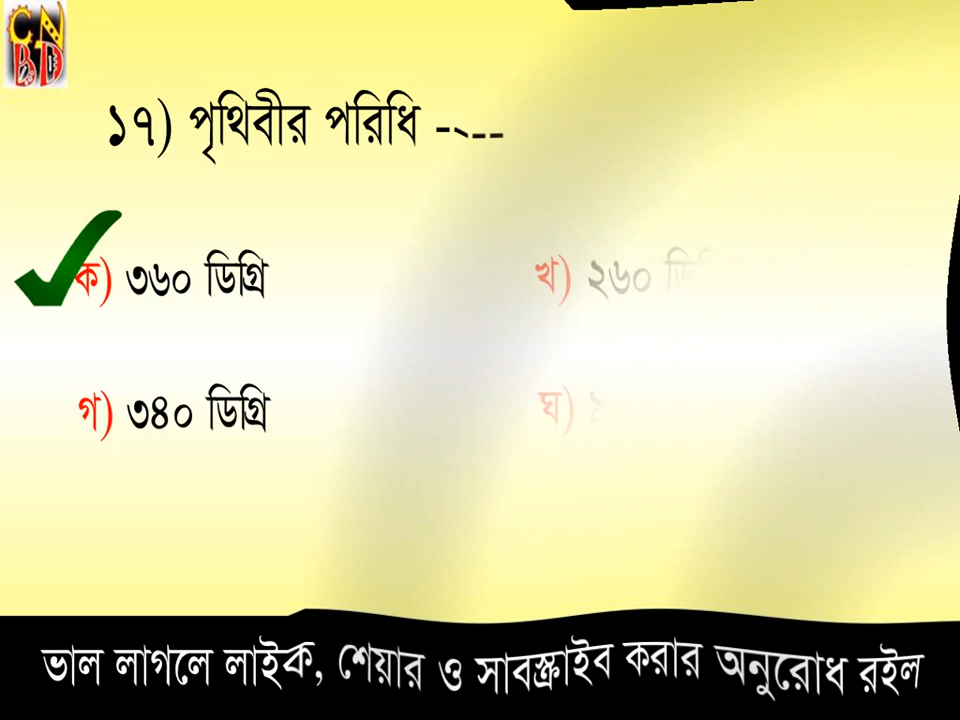 ১৭) পৃথিবীর পরিধি ----
ক) ৩৬০ ডিগ্রি
খ) ২৬০ ডিগ্রি
গ) ৩৪০ ডিগ্রি
ঘ)
ভাল লাগলে লাইক, শেয়ার ও সাবস্ক্রাইব করার অনুরোধ রইল